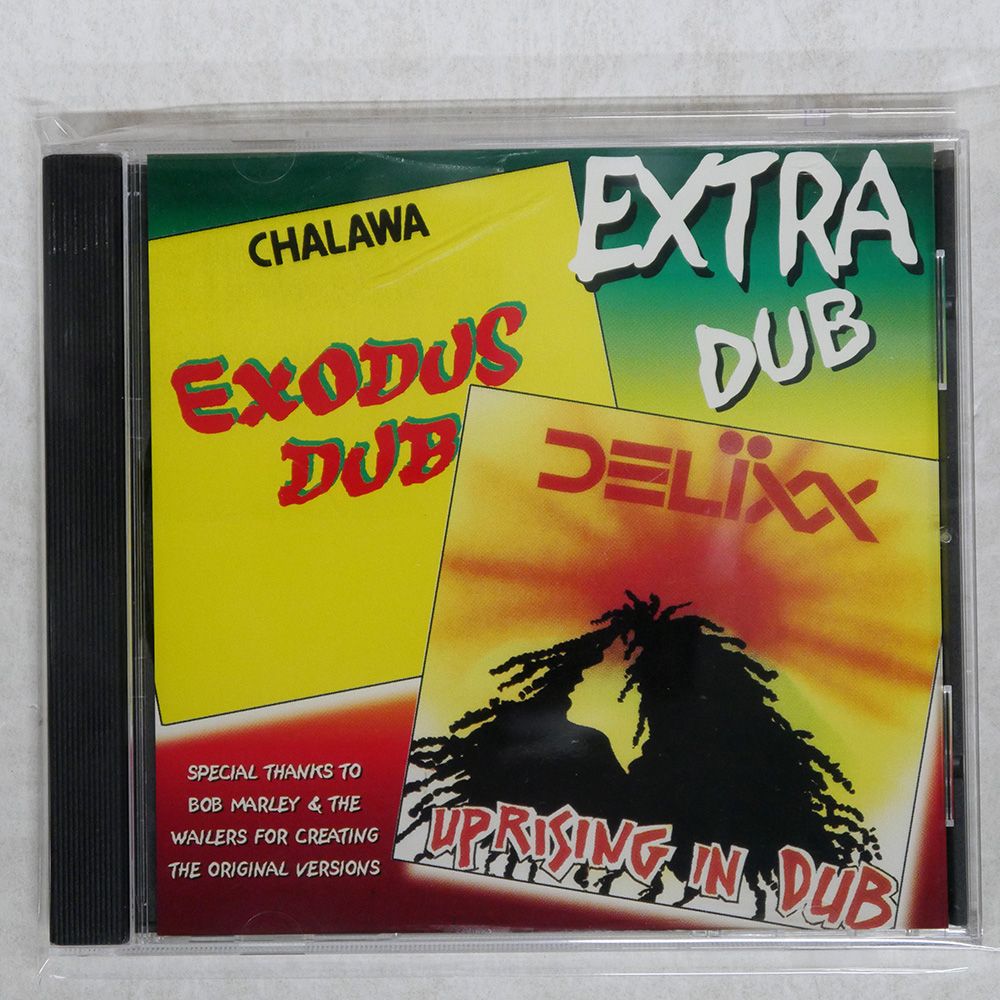 CHALAWA
EXODUS
DUB
EXTRA
DUB
DELÏXX
UPRISING IN DUB
SPECIAL THANKS TO
BOB MARLEY & THE
WAILERS FOR CREATING
THE ORIGINAL VERSIONS